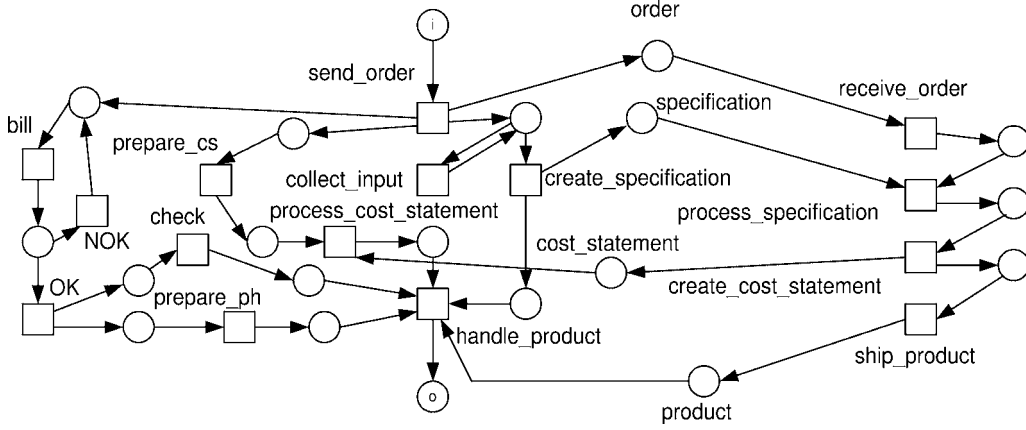 order
i
send_order
receive_order
specification
bill
prepare_cs
collect_input
create_specification
process_cost_statement
process_specification
check
NOK
cost_statement
OK
create_cost_statement
prepare_ph
handle_product
ship_product
o
product